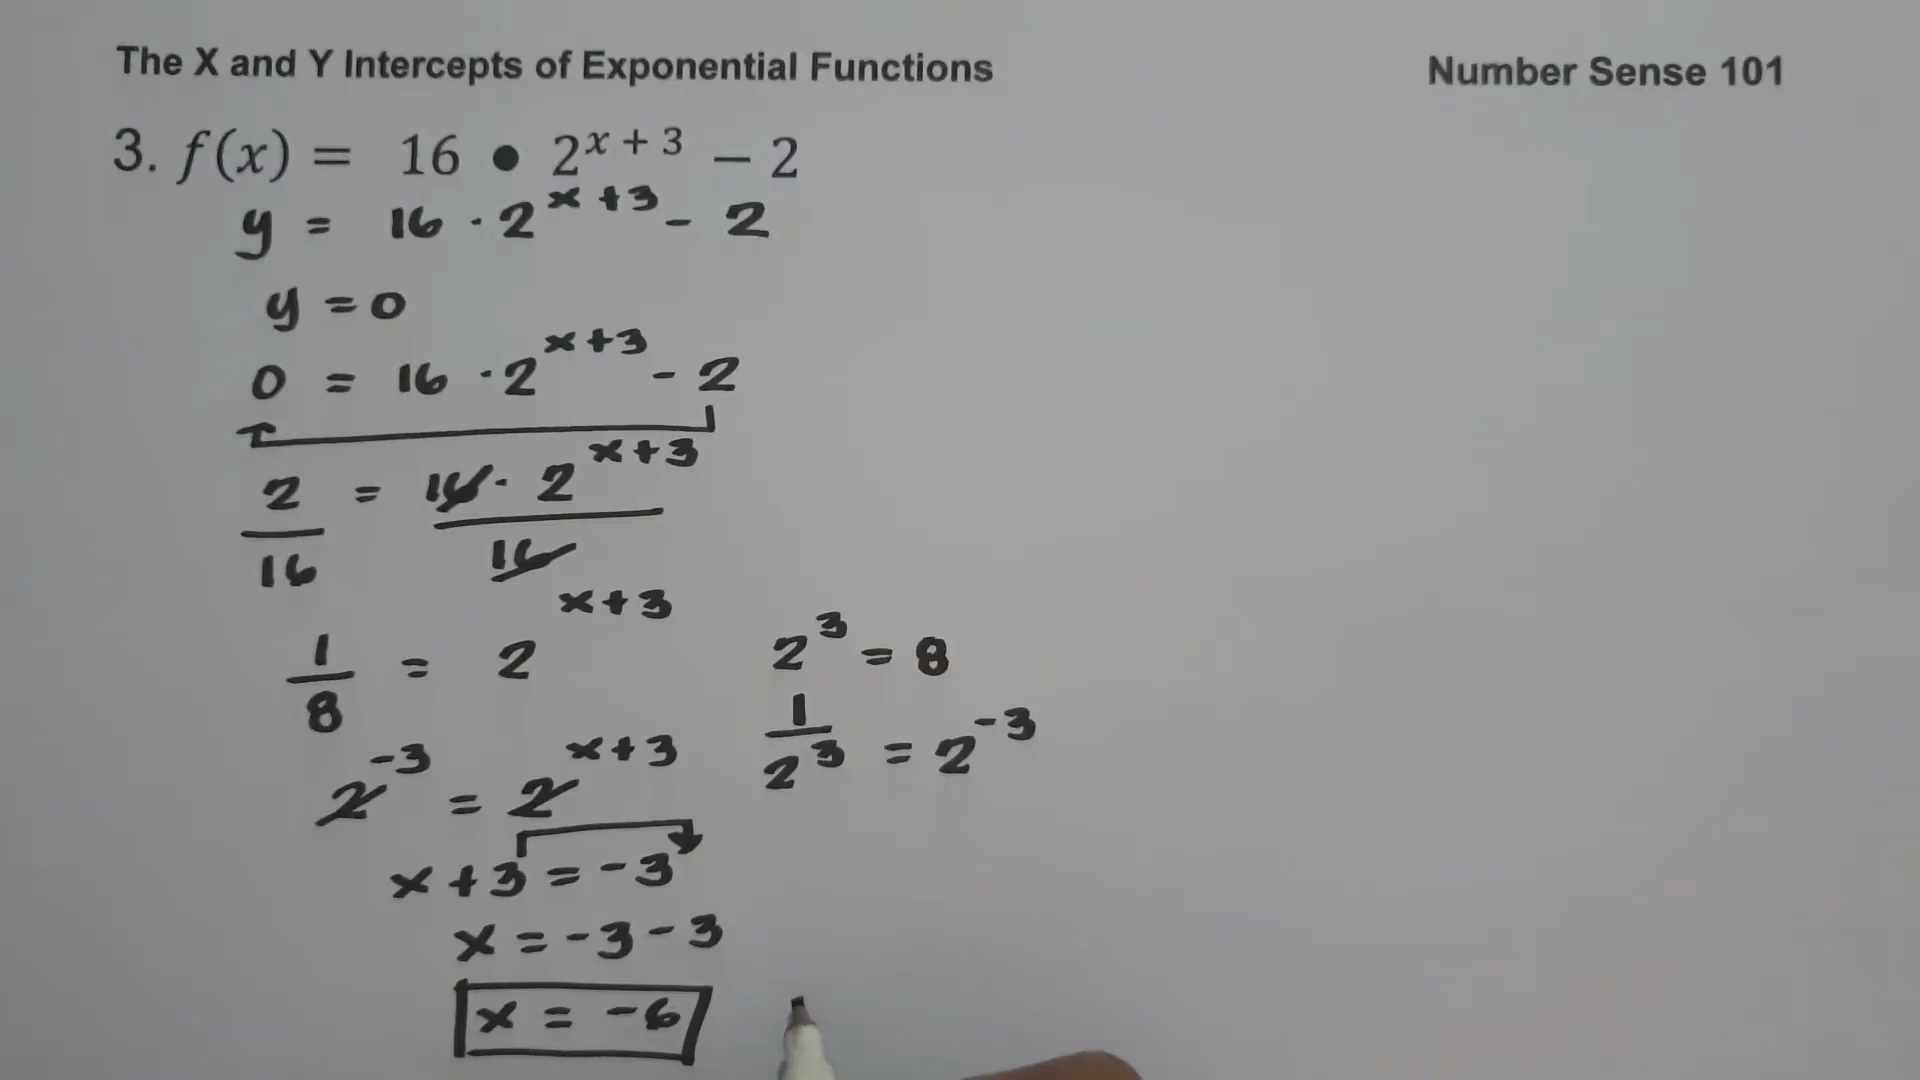 The X and Y Intercepts of Exponential Functions
Number Sense 101
3. f(x) = 16 • 2^{x + 3} − 2
y = 16 · 2^{x+3} - 2
y = 0
0 = 16 · 2^{x+3} - 2
2/16 = 16 · 2^{x+3}/16
1/8 = 2^{x+3}
2^{-3} = 2^{x+3}
x + 3 = -3
x = -3 - 3
x = -6
2^3 = 8
1/2^3 = 2^{-3}